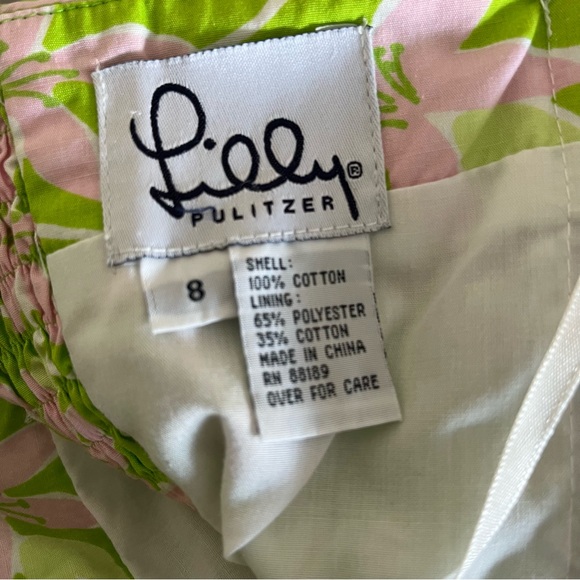 Lilly®
PULITZER
8
SHELL:
100% COTTON
LINING:
65% POLYESTER
35% COTTON
MADE IN CHINA
RN 88189
OVER FOR CARE